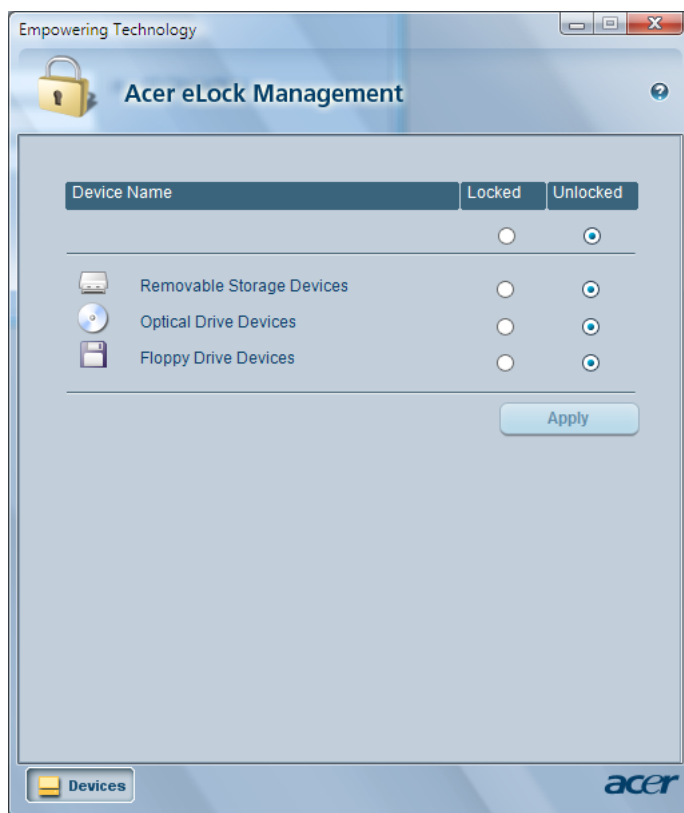 Empowering Technology
Acer eLock Management
Device Name Locked Unlocked
Removable Storage Devices
Optical Drive Devices
Floppy Drive Devices
Apply
Devices
acer